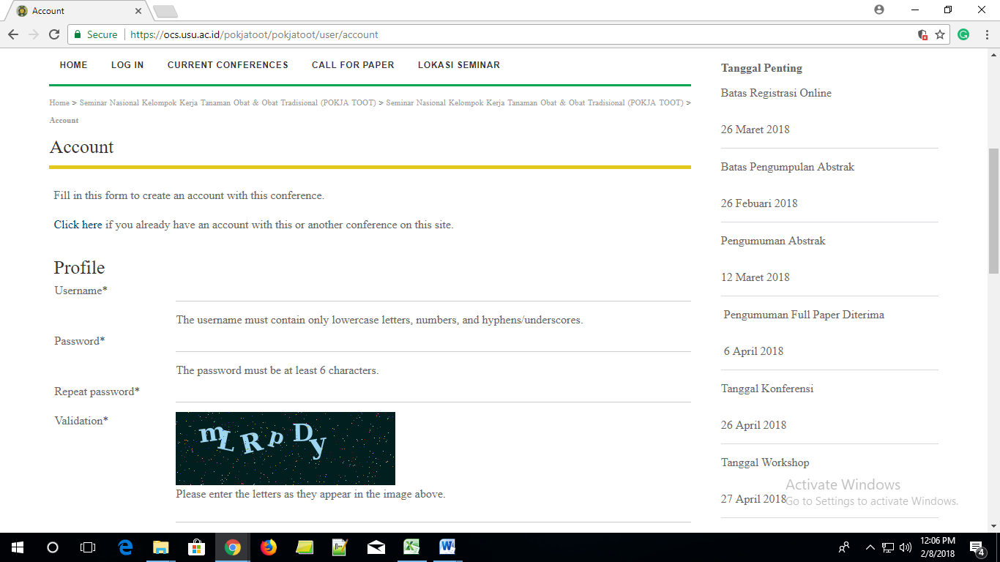 Account
Secure
https://ocs.usu.ac.id/pokjatoot/pokjatoot/user/account
HOME LOG IN CURRENT CONFERENCES CALL FOR PAPER LOKASI SEMINAR
Home > Seminar Nasional Kelompok Kerja Tanaman Obat & Obat Tradisional (POKJA TOOT) > Seminar Nasional Kelompok Kerja Tanaman Obat & Obat Tradisional (POKJA TOOT) >
Account
Account
Fill in this form to create an account with this conference.
Click here if you already have an account with this or another conference on this site.
Profile
Username*
The username must contain only lowercase letters, numbers, and hyphens/underscores.
Password*
The password must be at least 6 characters.
Repeat password*
Validation*
mLRpDy
Please enter the letters as they appear in the image above.
Tanggal Penting
Batas Registrasi Online
26 Maret 2018
Batas Pengumpulan Abstrak
26 Febuari 2018
Pengumuman Abstrak
12 Maret 2018
Pengumuman Full Paper Diterima
6 April 2018
Tanggal Konferensi
26 April 2018
Tanggal Workshop
27 April 2018
Activate Windows
Go to Settings to activate Windows.
12:06 PM
2/8/2018
4